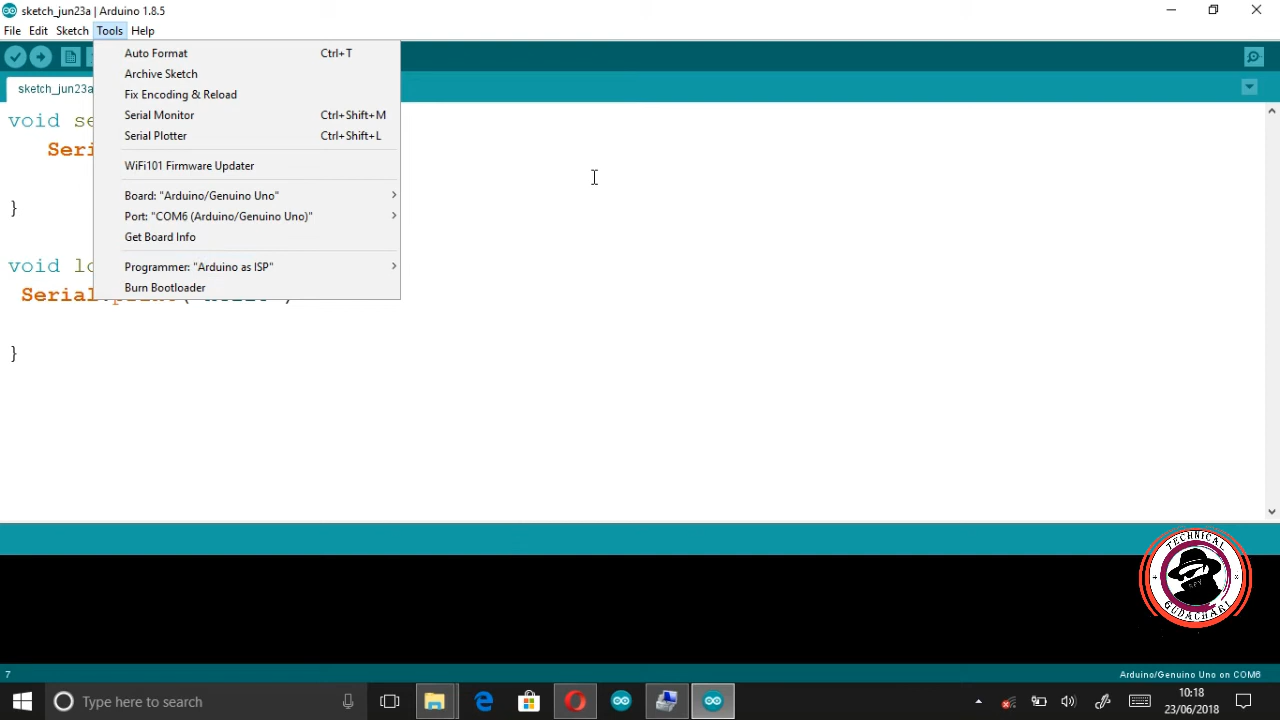 sketch_jun23a | Arduino 1.8.5
File Edit Sketch Tools Help
Auto Format Ctrl+T
Archive Sketch
sketch_jun23a
Fix Encoding & Reload
Serial Monitor Ctrl+Shift+M
void
Serial Plotter Ctrl+Shift+L
WiFi101 Firmware Updater
Board: "Arduino/Genuino Uno"
}
Port: "COM6 (Arduino/Genuino Uno)"
Get Board Info
void
Programmer: "Arduino as ISP"
Burn Bootloader
Serial
}
TECHNICAL
SPY
GUDACHARI
7
Arduino/Genuino Uno on COM6
Type here to search
10:18
23/06/2018